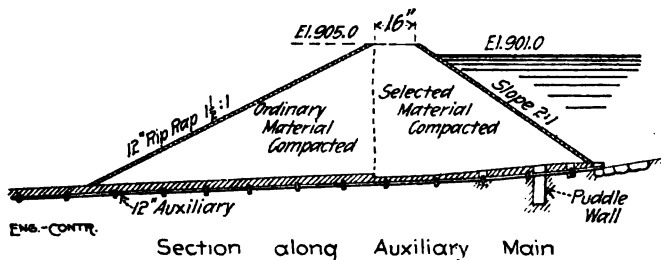 El. 905.0
16"
El. 901.0
12" Rip Rap 1½:1
Ordinary
Material
Compacted
Selected
Material
Compacted
Slope 2:1
12" Auxiliary
Puddle
Wall
ENG.-CONTR.
Section along Auxiliary Main